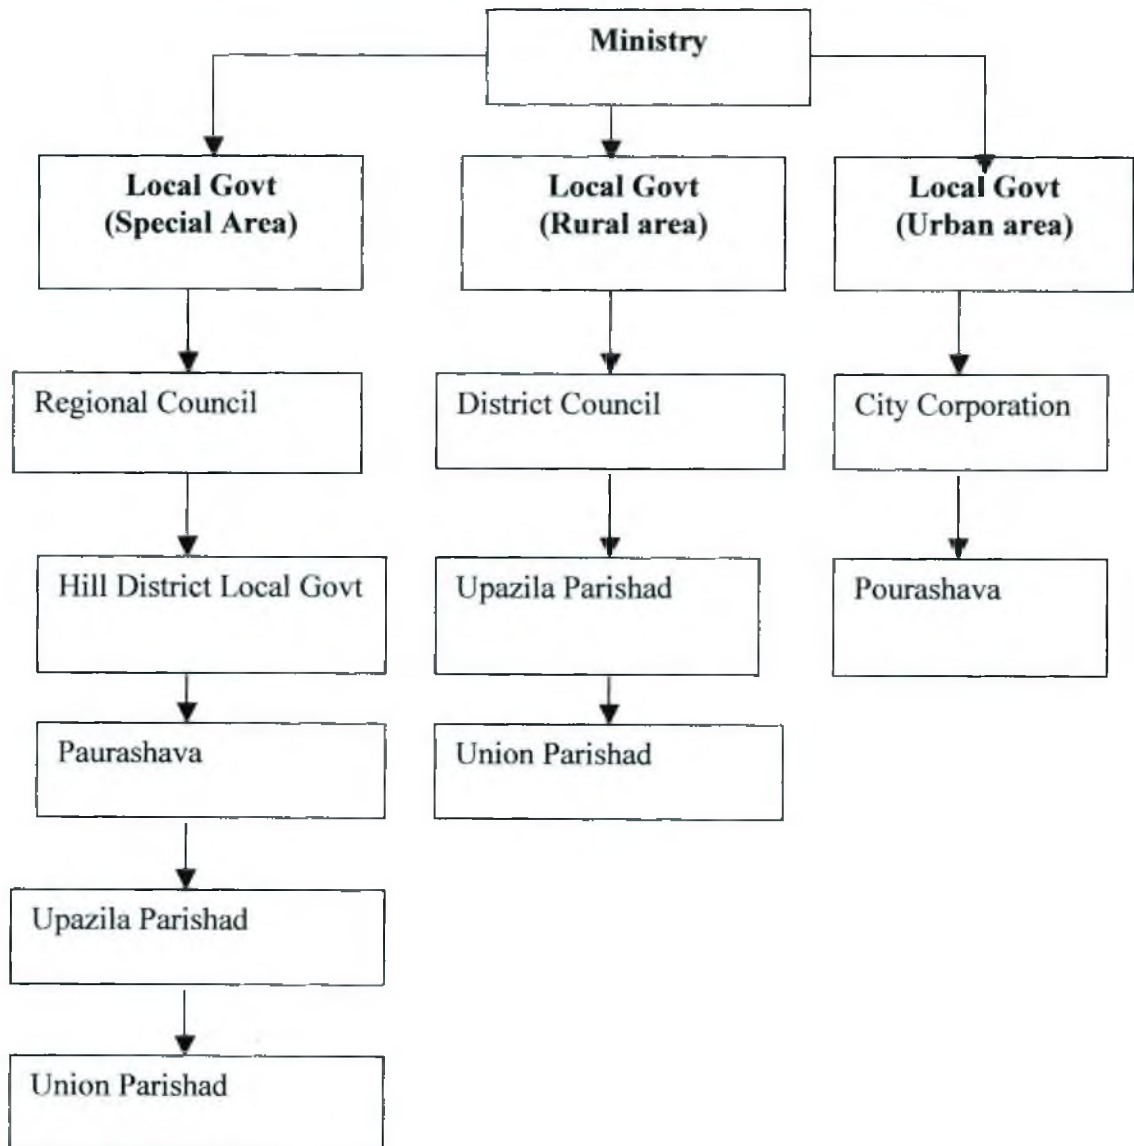 Ministry
Local Govt
(Special Area)
Local Govt
(Rural area)
Local Govt
(Urban area)
Regional Council
District Council
City Corporation
Hill District Local Govt
Upazila Parishad
Pourashava
Paurashava
Union Parishad
Upazila Parishad
Union Parishad